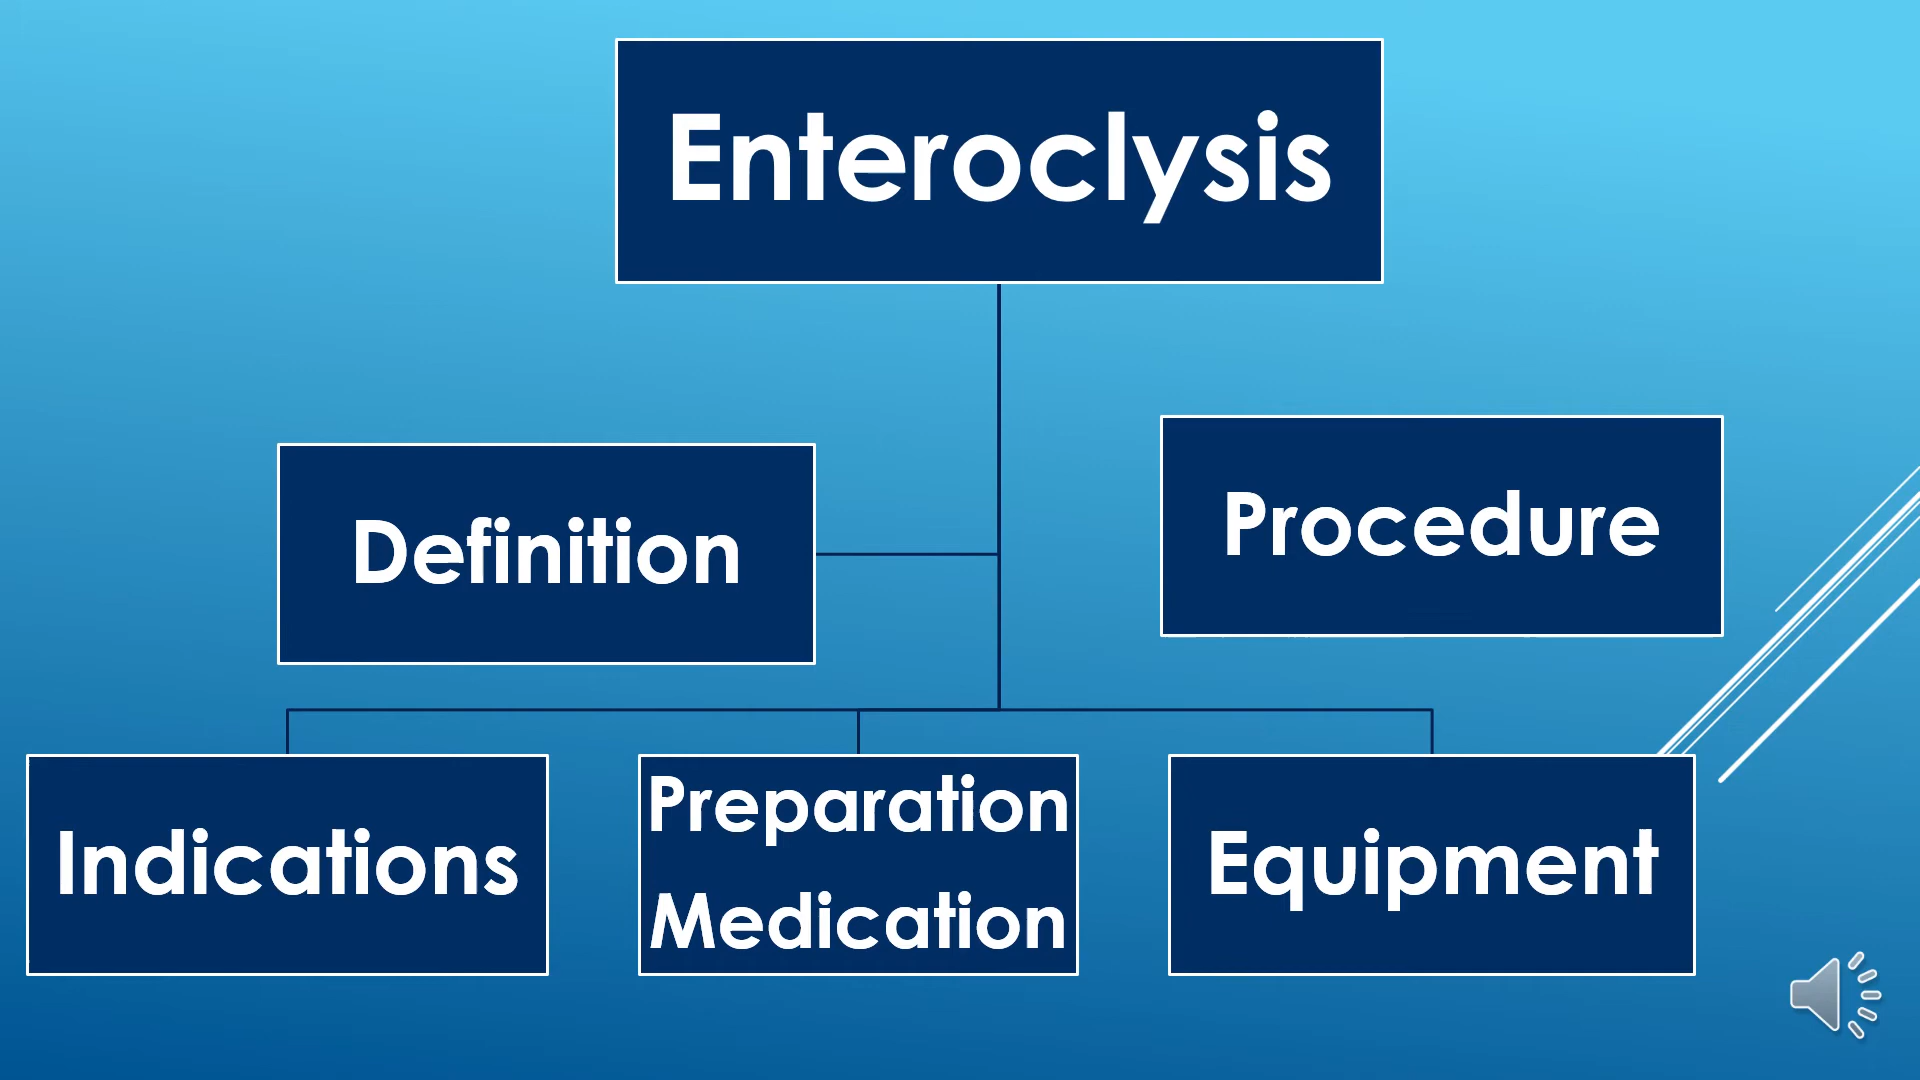 Enteroclysis
Definition
Procedure
Indications
Preparation
Medication
Equipment